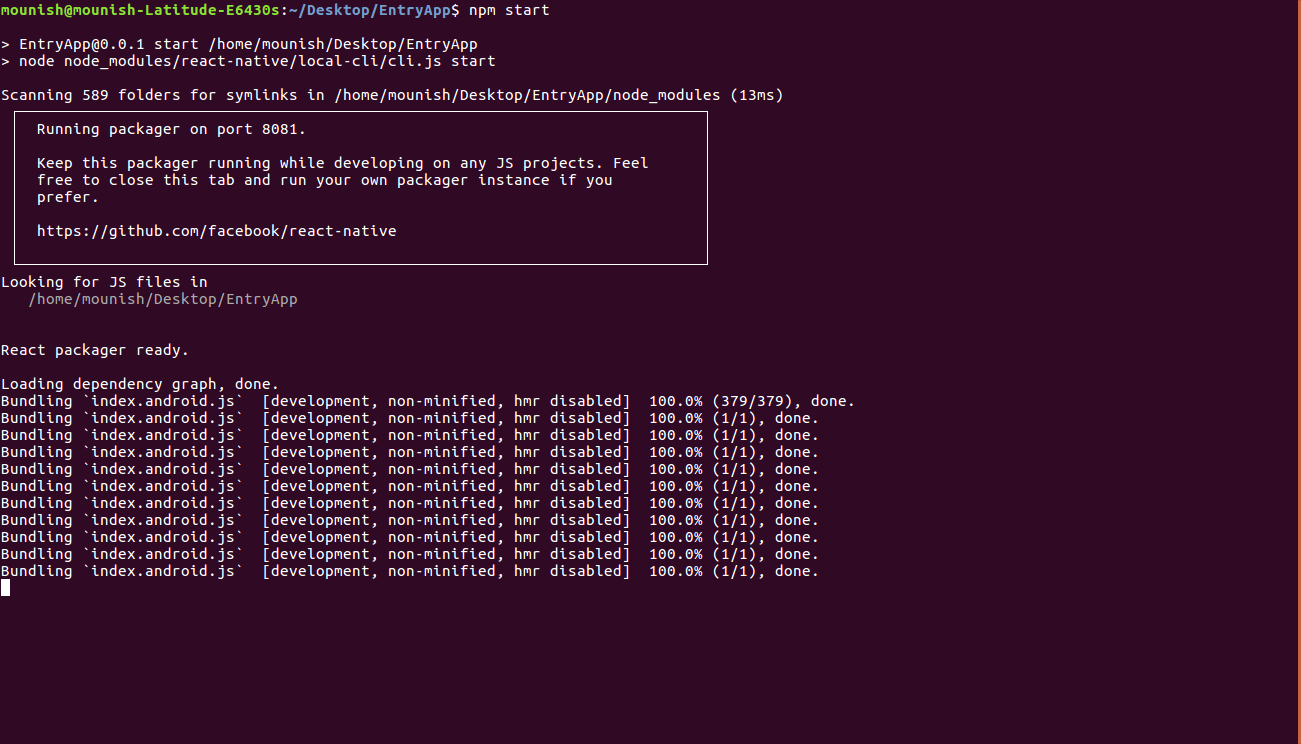 mounish@mounish-Latitude-E6430s:~/Desktop/EntryApp$ npm start
> EntryApp@0.0.1 start /home/mounish/Desktop/EntryApp
> node node_modules/react-native/local-cli/cli.js start
Scanning 589 folders for symlinks in /home/mounish/Desktop/EntryApp/node_modules (13ms)
Running packager on port 8081.
Keep this packager running while developing on any JS projects. Feel
free to close this tab and run your own packager instance if you
prefer.
https://github.com/facebook/react-native
Looking for JS files in
/home/mounish/Desktop/EntryApp
React packager ready.
Loading dependency graph, done.
Bundling `index.android.js`  [development, non-minified, hmr disabled]  100.0% (379/379), done.
Bundling `index.android.js`  [development, non-minified, hmr disabled]  100.0% (1/1), done.
Bundling `index.android.js`  [development, non-minified, hmr disabled]  100.0% (1/1), done.
Bundling `index.android.js`  [development, non-minified, hmr disabled]  100.0% (1/1), done.
Bundling `index.android.js`  [development, non-minified, hmr disabled]  100.0% (1/1), done.
Bundling `index.android.js`  [development, non-minified, hmr disabled]  100.0% (1/1), done.
Bundling `index.android.js`  [development, non-minified, hmr disabled]  100.0% (1/1), done.
Bundling `index.android.js`  [development, non-minified, hmr disabled]  100.0% (1/1), done.
Bundling `index.android.js`  [development, non-minified, hmr disabled]  100.0% (1/1), done.
Bundling `index.android.js`  [development, non-minified, hmr disabled]  100.0% (1/1), done.
Bundling `index.android.js`  [development, non-minified, hmr disabled]  100.0% (1/1), done.